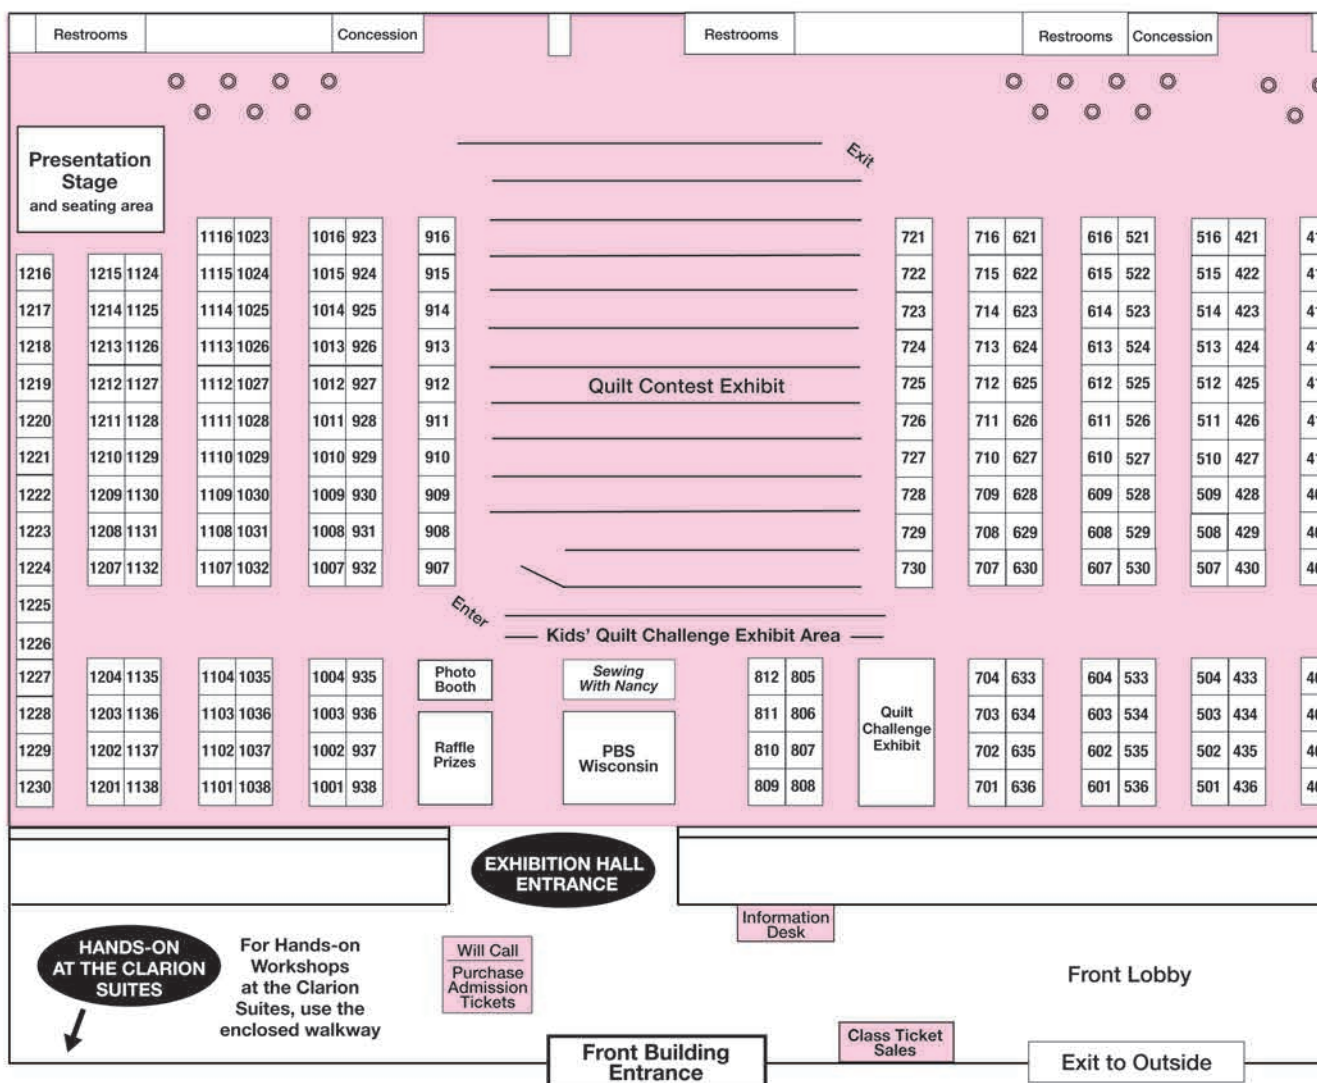 Restrooms Concession Restrooms Restrooms Concession
Presentation
Stage
and seating area
Exit
1116 1023 1016 923 916 721 716 621 616 521 516 421 41
1216 1215 1124 1115 1024 1015 924 915 722 715 622 615 522 515 422 41
1217 1214 1125 1114 1025 1014 925 914 723 714 623 614 523 514 423 41
1218 1213 1126 1113 1026 1013 926 913 724 713 624 613 524 513 424 41
1219 1212 1127 1112 1027 1012 927 912 Quilt Contest Exhibit 725 712 625 612 525 512 425 41
1220 1211 1128 1111 1028 1011 928 911 726 711 626 611 526 511 426 41
1221 1210 1129 1110 1029 1010 929 910 727 710 627 610 527 510 427 41
1222 1209 1130 1109 1030 1009 930 909 728 709 628 609 528 509 428 40
1223 1208 1131 1108 1031 1008 931 908 729 708 629 608 529 508 429 40
1224 1207 1132 1107 1032 1007 932 907 730 707 630 607 530 507 430 40
1225
Enter
1226 Kids' Quilt Challenge Exhibit Area
1227 1204 1135 1104 1035 1004 935 Photo Booth Sewing With Nancy 812 805 704 633 604 533 504 433 40
1228 1203 1136 1103 1036 1003 936 811 806 Quilt Challenge Exhibit 703 634 603 534 503 434 40
1229 1202 1137 1102 1037 1002 937 Raffle Prizes PBS Wisconsin 810 807 702 635 602 535 502 435 40
1230 1201 1138 1101 1038 1001 938 809 808 701 636 601 536 501 436 40
EXHIBITION HALL
ENTRANCE
Information
Desk
HANDS-ON
AT THE CLARION
SUITES
For Hands-on
Workshops
at the Clarion
Suites, use the
enclosed walkway
Will Call
Purchase
Admission
Tickets
Front Lobby
Class Ticket
Sales
Front Building
Entrance
Exit to Outside